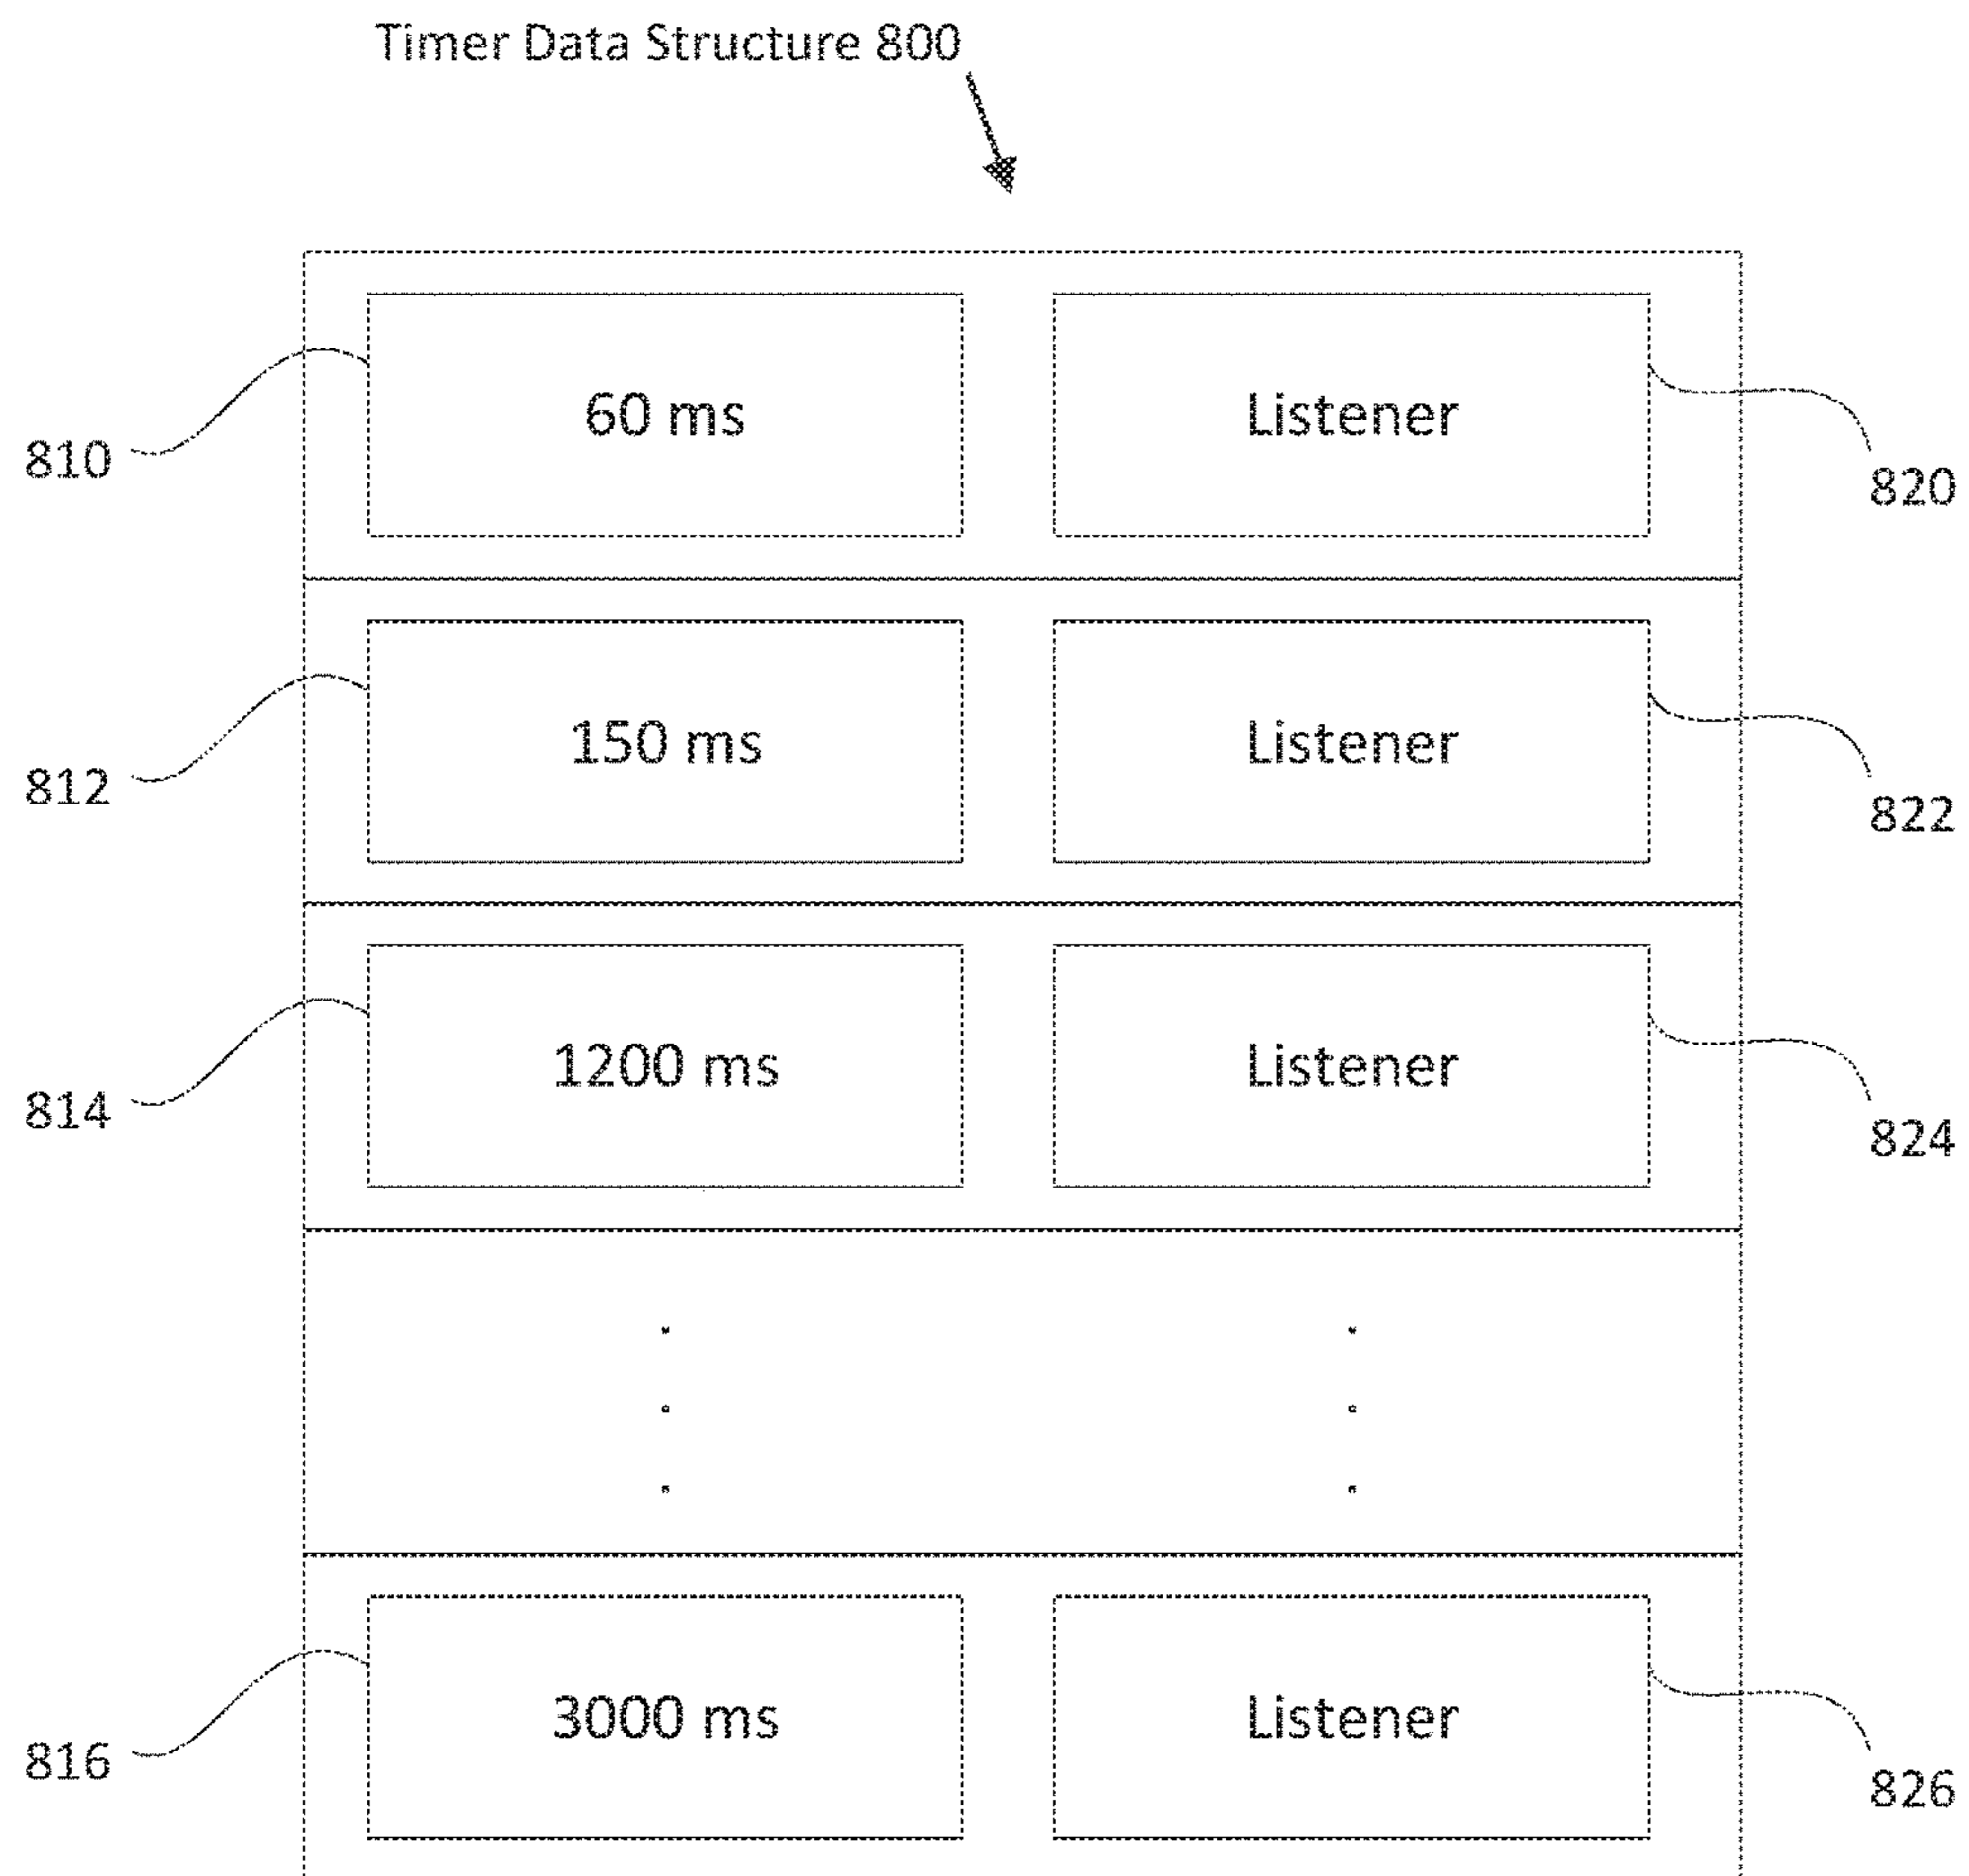 Timer Data Structure 800
60 ms
Listener
810
820
150 ms
Listener
812
822
1200 ms
Listener
814
824
3000 ms
Listener
816
826